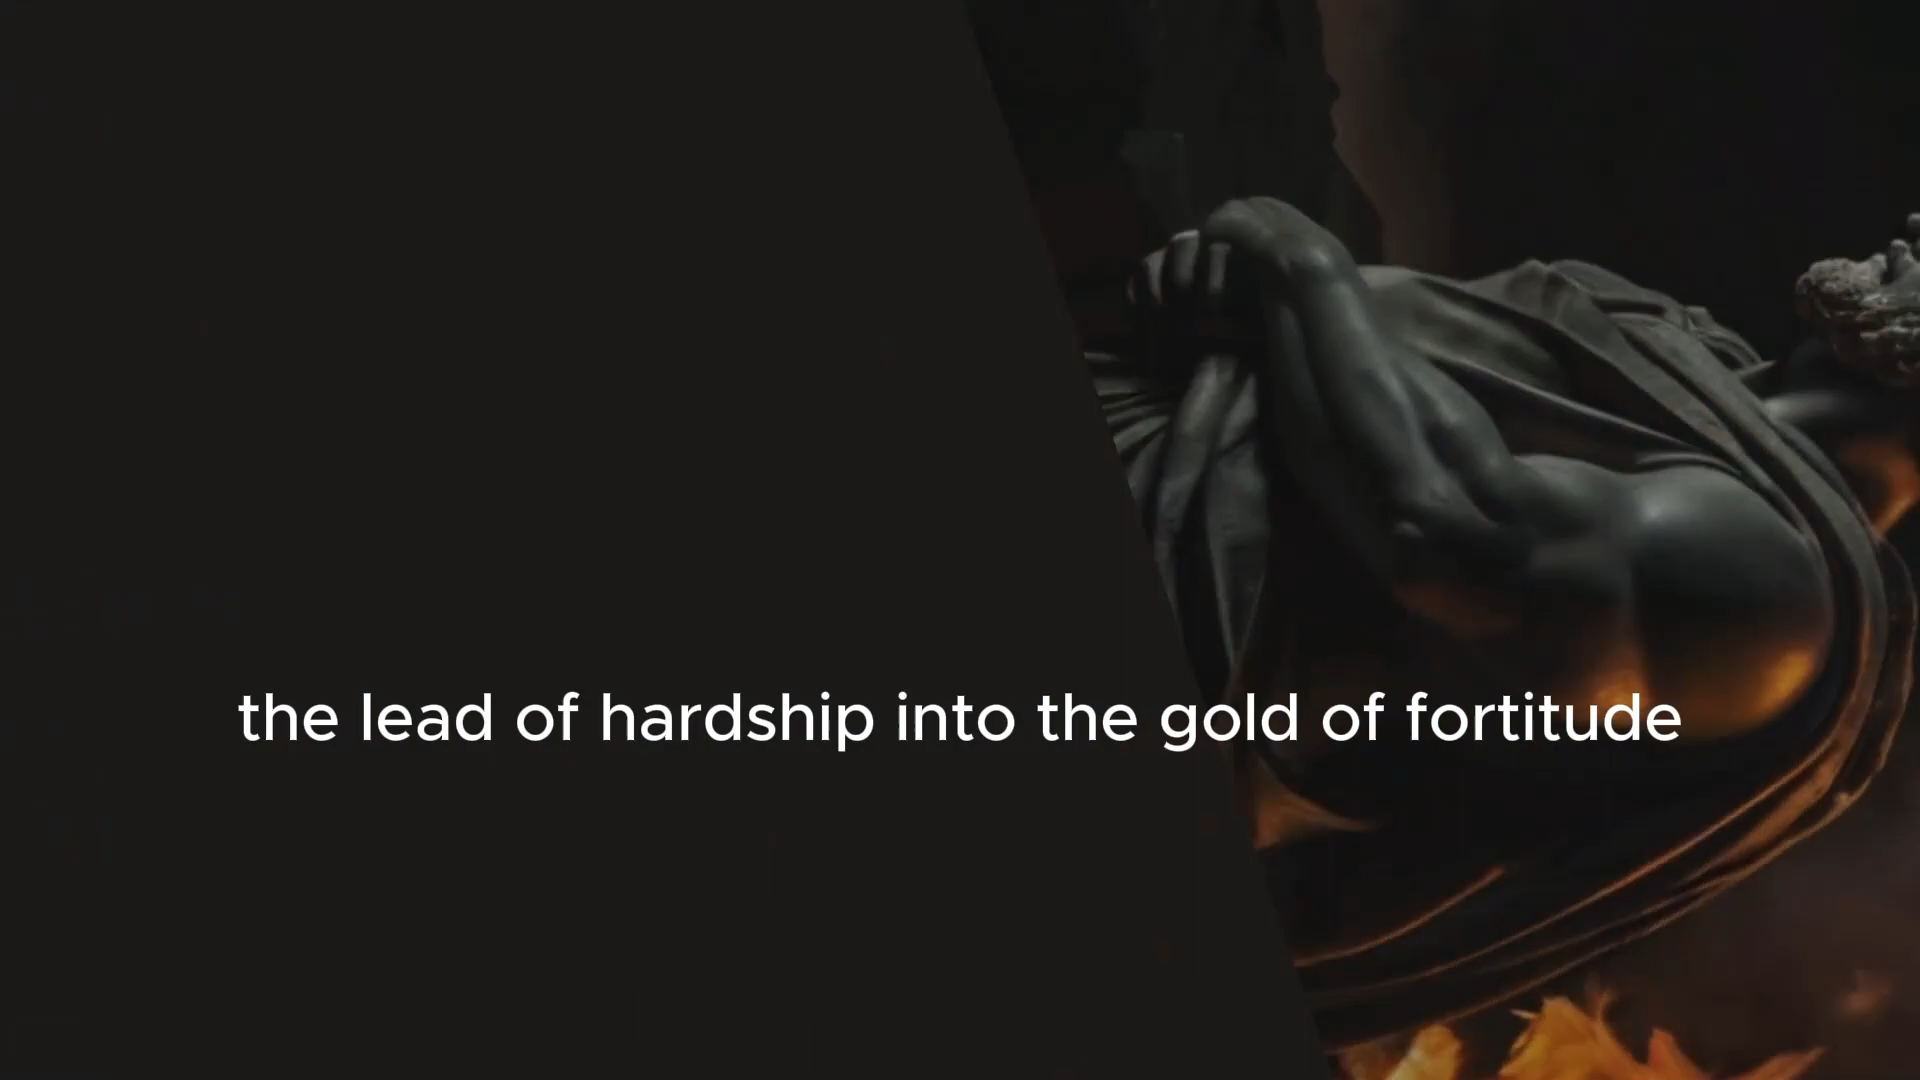 the lead of hardship into the gold of fortitude